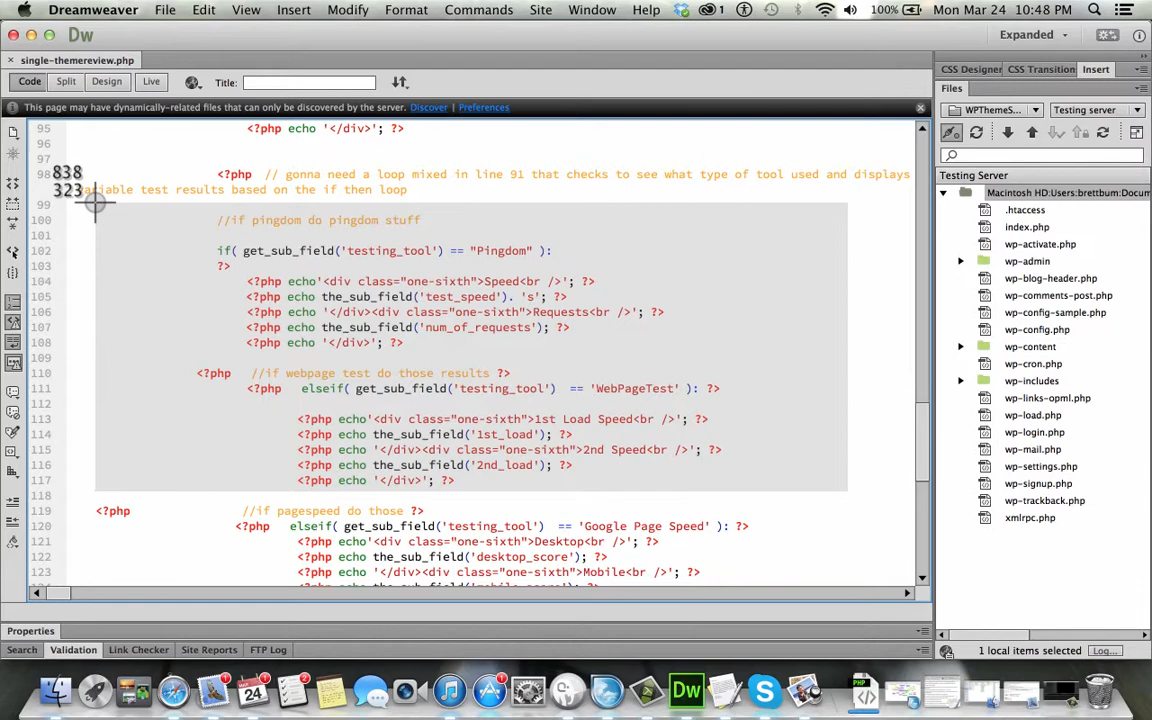 Dreamweaver File Edit View Insert Modify Format Commands Site Window Help 1 100% Mon Mar 24 10:48 PM
Dw Expanded
single-themereview.php
Code Split Design Live Title:
This page may have dynamically-related files that can only be discovered by the server. Discover Preferences
95 <?php echo '</div>'; ?>
96
97
98 <?php // gonna need a loop mixed in line 91 that checks to see what type of tool used and displays
variable test results based on the if then loop
838
323
99
100 //if pingdom do pingdom stuff
101
102 if( get_sub_field('testing_tool') == "Pingdom" ):
103 ?>
104 <?php echo'<div class="one-sixth">Speed<br />'; ?>
105 <?php echo the_sub_field('test_speed'). 's'; ?>
106 <?php echo '</div><div class="one-sixth">Requests<br />'; ?>
107 <?php echo the_sub_field('num_of_requests'); ?>
108 <?php echo '</div>'; ?>
109
110 <?php //if webpage test do those results ?>
111 <?php elseif( get_sub_field('testing_tool') == 'WebPageTest' ): ?>
112
113 <?php echo'<div class="one-sixth">1st Load Speed<br />'; ?>
114 <?php echo the_sub_field('1st_load'); ?>
115 <?php echo '</div><div class="one-sixth">2nd Speed<br />'; ?>
116 <?php echo the_sub_field('2nd_load'); ?>
117 <?php echo '</div>'; ?>
118
119 <?php //if pagespeed do those ?>
120 <?php elseif( get_sub_field('testing_tool') == 'Google Page Speed' ): ?>
121 <?php echo'<div class="one-sixth">Desktop<br />'; ?>
122 <?php echo the_sub_field('desktop_score'); ?>
123 <?php echo '</div><div class="one-sixth">Mobile<br />'; ?>
Properties
Search Validation Link Checker Site Reports FTP Log
CSS Designer CSS Transition Insert
Files
WPThemeS... Testing server
Testing Server
Macintosh HD:Users:brettbum:Docum
.htaccess
index.php
wp-activate.php
wp-admin
wp-blog-header.php
wp-comments-post.php
wp-config-sample.php
wp-config.php
wp-content
wp-cron.php
wp-includes
wp-links-opml.php
wp-load.php
wp-login.php
wp-mail.php
wp-settings.php
wp-signup.php
wp-trackback.php
xmlrpc.php
1 local items selected Log...
24 Dw PHP